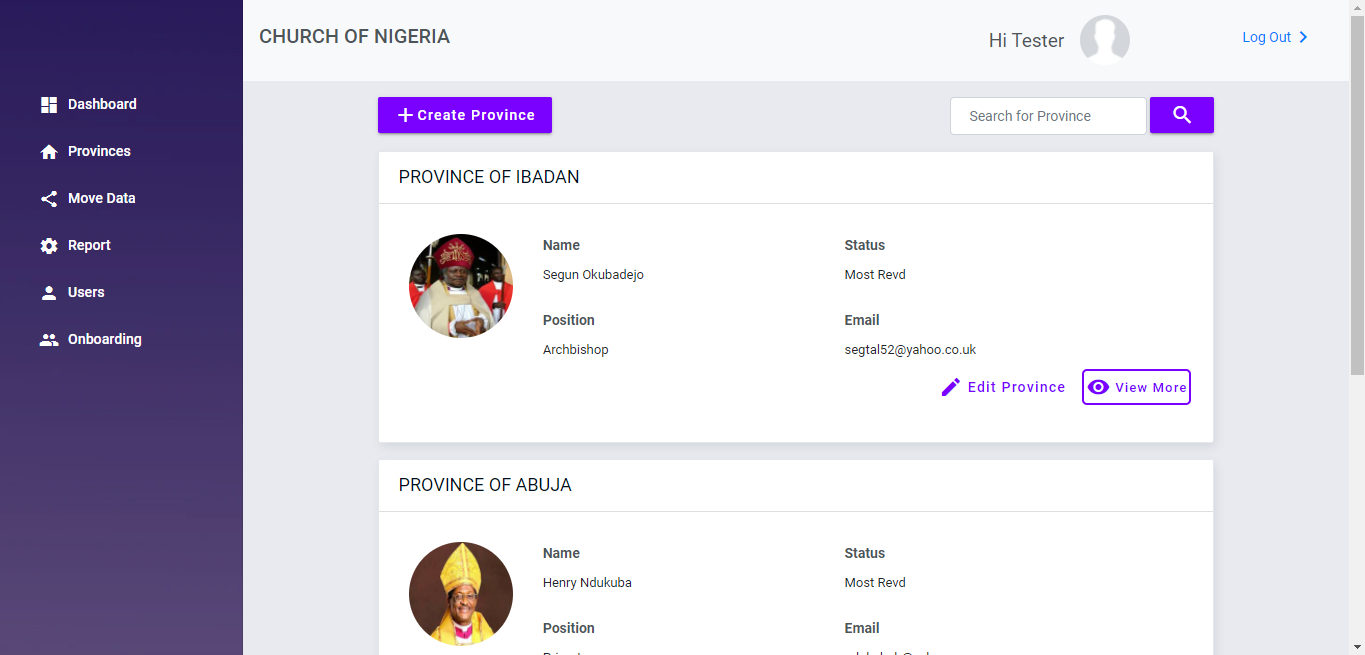 CHURCH OF NIGERIA
Hi Tester
Log Out
Dashboard
Provinces
Move Data
Report
Users
Onboarding
Create Province
Search for Province
PROVINCE OF IBADAN
Name
Status
Segun Okubadejo
Most Revd
Position
Email
Archbishop
segtal52@yahoo.co.uk
Edit Province
View More
PROVINCE OF ABUJA
Name
Status
Henry Ndukuba
Most Revd
Position
Email